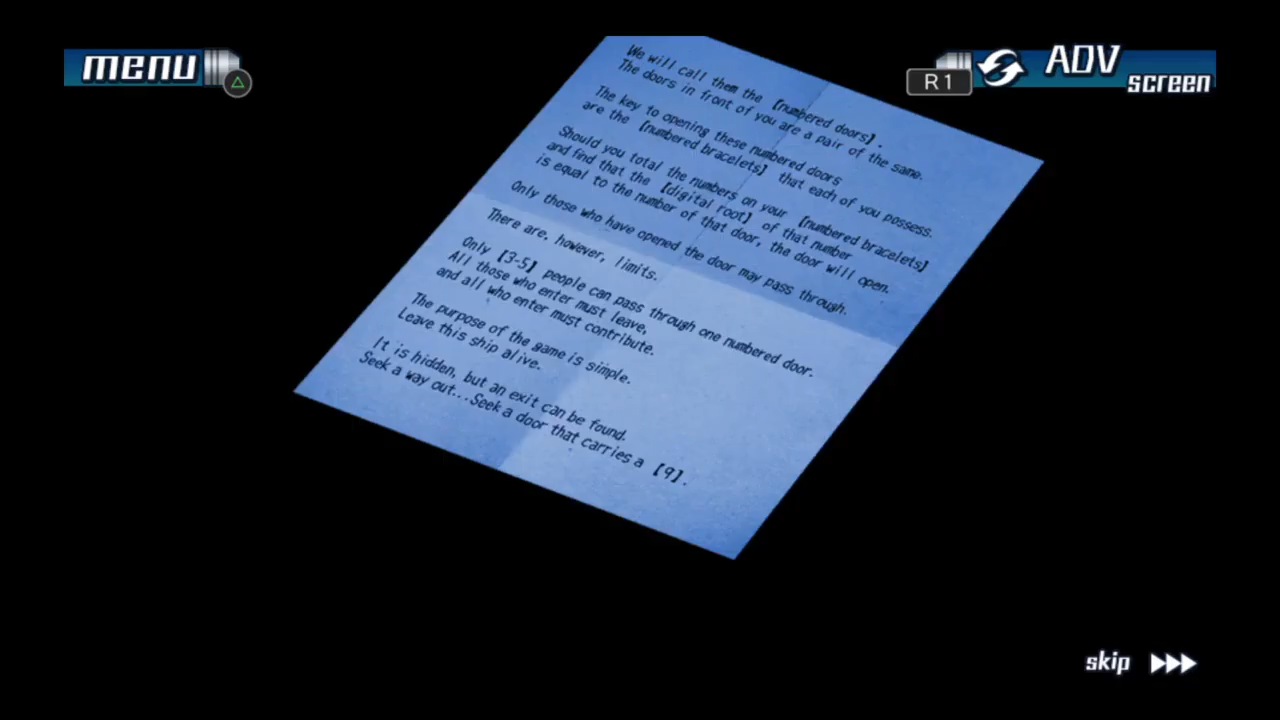 menu
R1
ADV
screen
We will call them the [numbered doors].
The doors in front of you are a pair of the same.
The key to opening these numbered doors
are the [numbered bracelets] that each of you possess.
Should you total the numbers on your [numbered bracelets]
and find that the [digital root] of that number
is equal to the number of that door, the door will open.
Only those who have opened the door may pass through.
There are, however, limits.
Only [3-5] people can pass through one numbered door.
All those who enter must leave,
and all who enter must contribute.
The purpose of the game is simple.
Leave this ship alive.
It is hidden, but an exit can be found.
Seek a way out...Seek a door that carries a [9].
skip